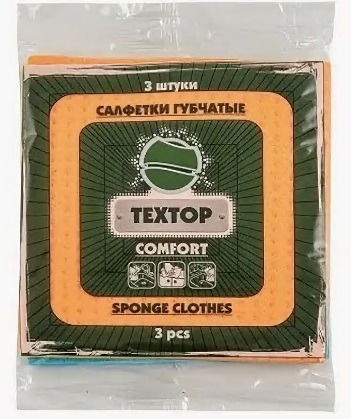 3 штуки
САЛФЕТКИ ГУБЧАТЫЕ
TEXTOP
COMFORT
SPONGE CLOTHES
3 pcs